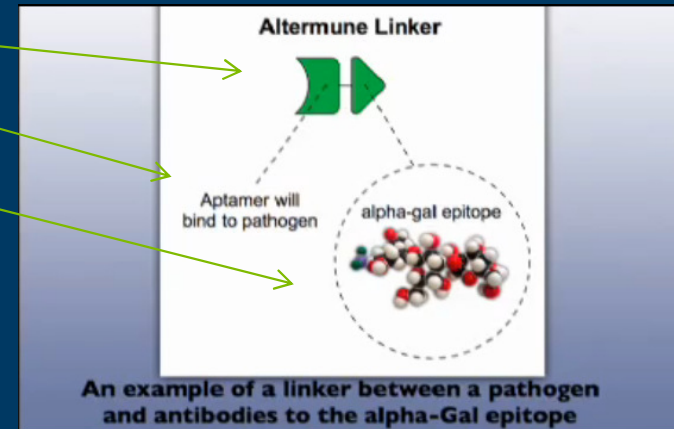 Altermune Linker
Aptamer will
bind to pathogen
alpha-gal epitope
An example of a linker between a pathogen
and antibodies to the alpha-Gal epitope